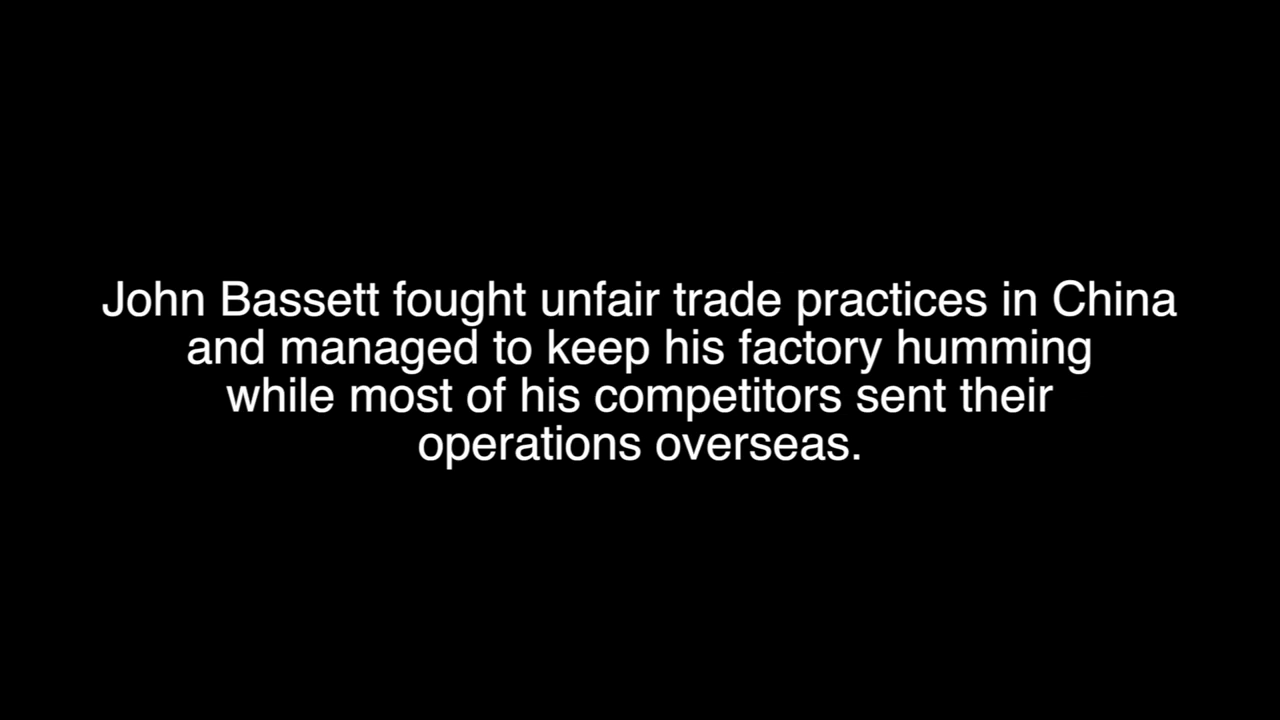 John Bassett fought unfair trade practices in China
and managed to keep his factory humming
while most of his competitors sent their
operations overseas.